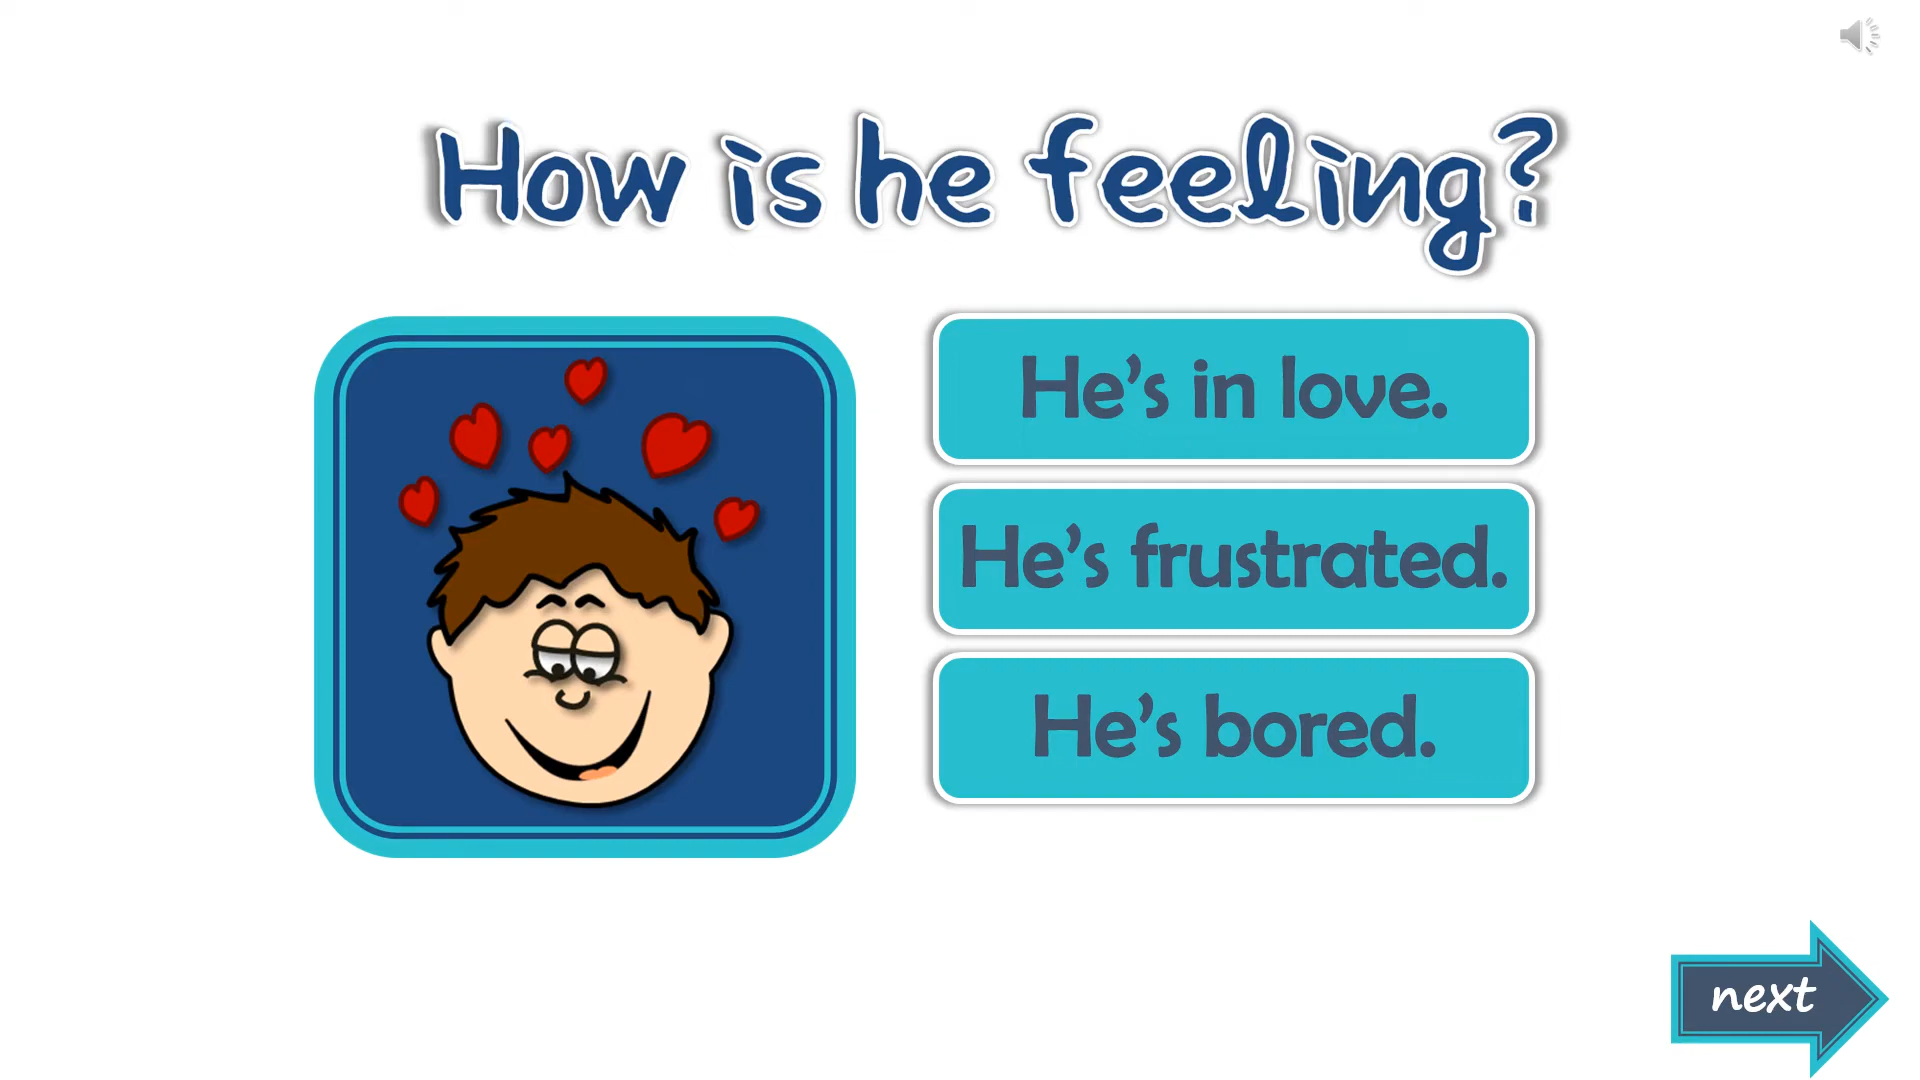 How is he feeling?
He’s in love.
He’s frustrated.
He’s bored.
next